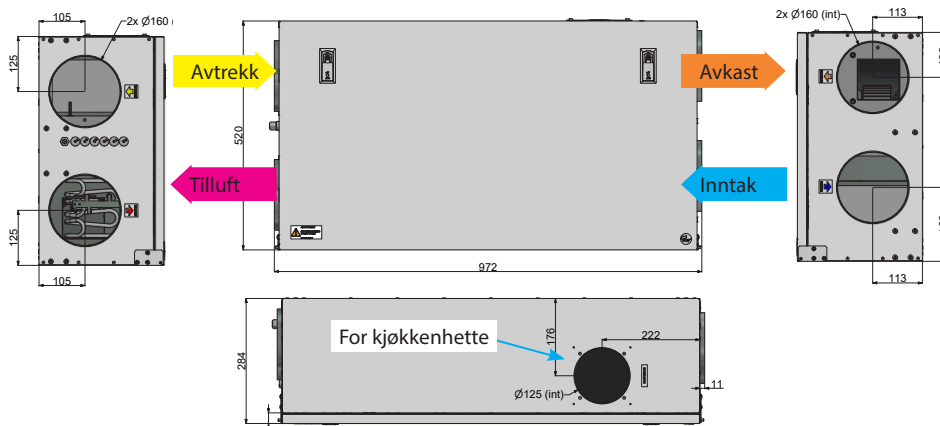 105
2x Ø160 (
125
125
105
Avtrekk
Tilluft
520
972
Avkast
Inntak
2x Ø160 (int)
113
113
284
For kjøkkenhette
176
222
Ø125 (int)
11